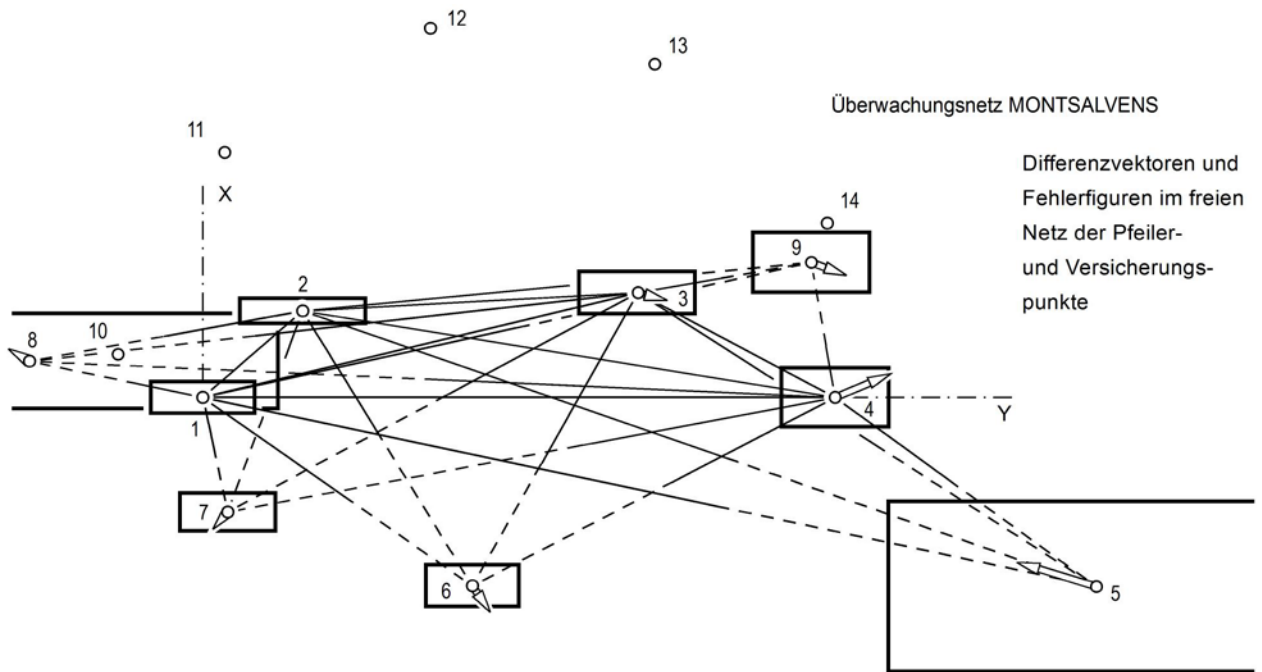 12
13
Überwachungsnetz MONTSALVENS
11
Differenzvektoren und
Fehlerfiguren im freien
Netz der Pfeiler-
und Versicherungs-
punkte
X
14
9
2
3
10
8
1
4
Y
7
6
5